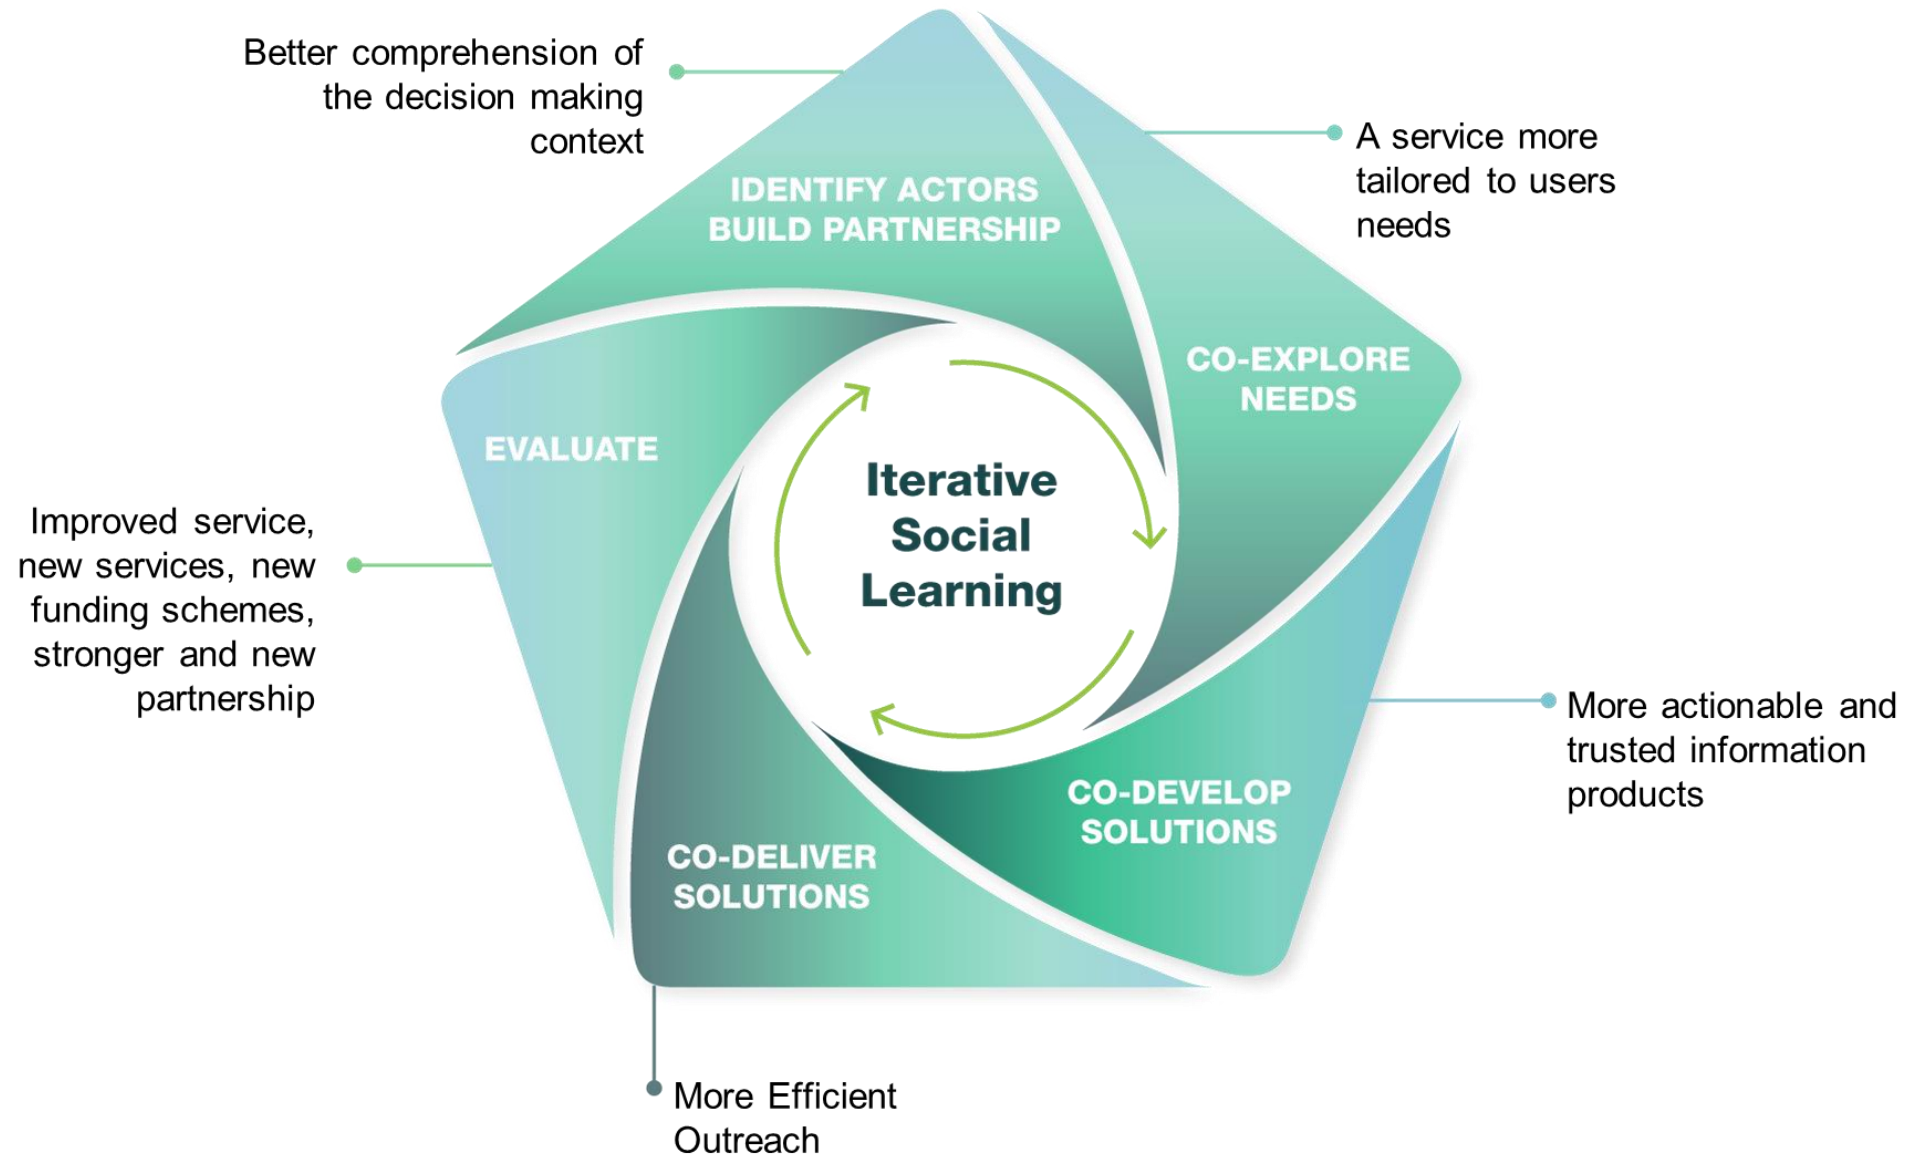 Better comprehension of
the decision making
context
A service more
tailored to users
needs
IDENTIFY ACTORS
BUILD PARTNERSHIP
CO-EXPLORE
NEEDS
EVALUATE
Iterative
Social
Learning
Improved service,
new services, new
funding schemes,
stronger and new
partnership
More actionable and
trusted information
products
CO-DEVELOP
SOLUTIONS
CO-DELIVER
SOLUTIONS
More Efficient
Outreach